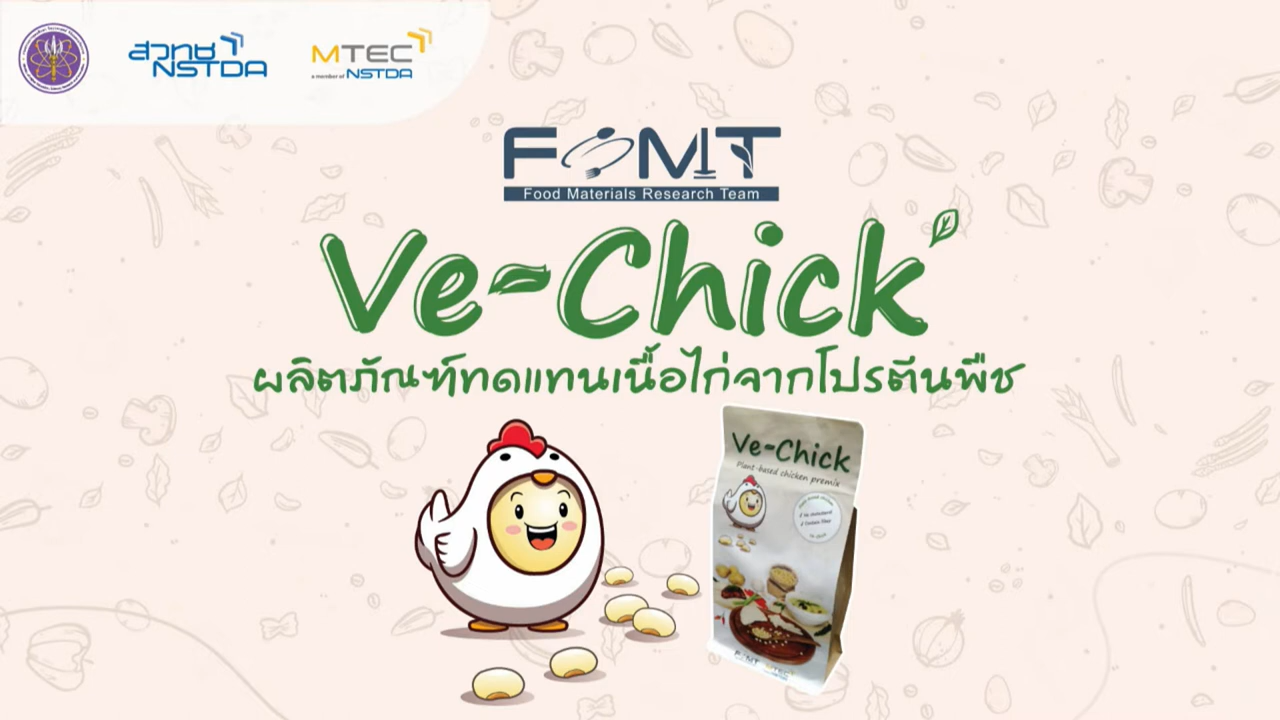 สวทช
NSTDA
MTEC
a member of NSTDA
FOMT
Food Materials Research Team
Ve-Chick
ผลิตภัณฑ์ทดแทนเนื้อไก่จากโปรตีนพืช
Ve-Chick
Plant-based chicken premix
FOMT MTEC